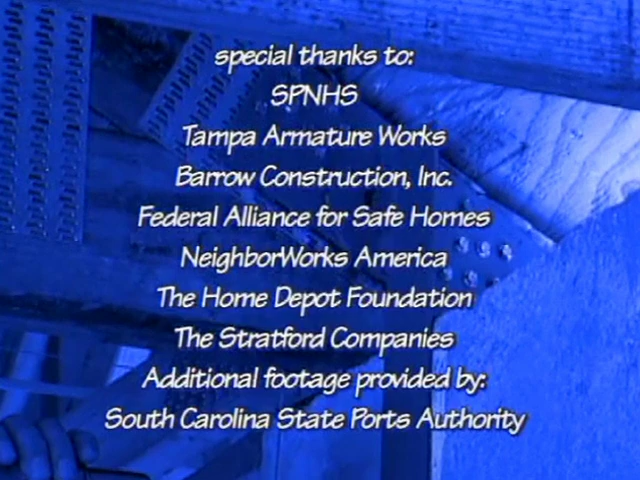 special thanks to:
SPNHS
Tampa Armature Works
Barrow Construction, Inc.
Federal Alliance for Safe Homes
NeighborWorks America
The Home Depot Foundation
The Stratford Companies
Additional footage provided by:
South Carolina State Ports Authority